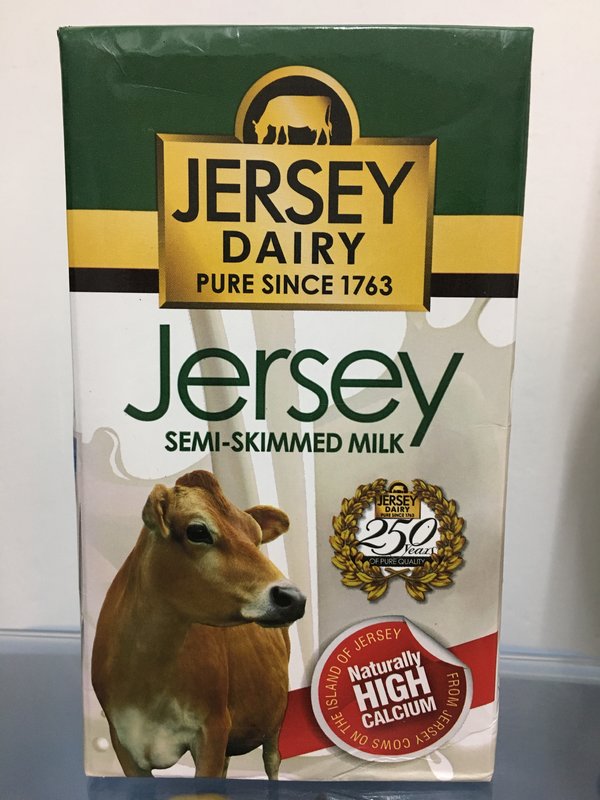 JERSEY
DAIRY
PURE SINCE 1763
Jersey
SEMI-SKIMMED MILK
JERSEY
DAIRY
PURE SINCE 1763
250
Years
OF PURE QUALITY
Naturally
HIGH
CALCIUM
FROM JERSEY COWS ON THE ISLAND OF JERSEY